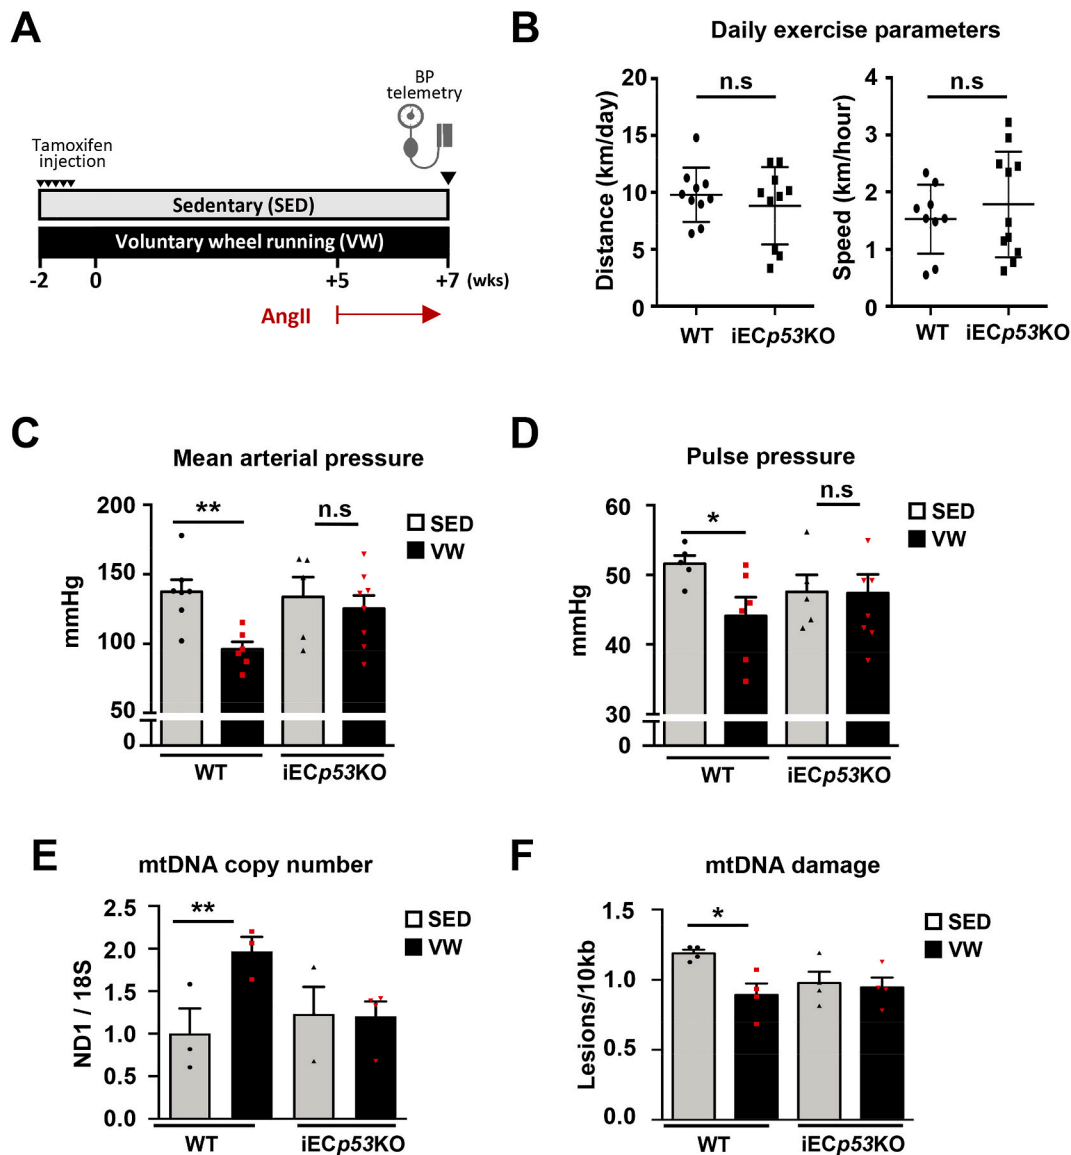 A
BP
telemetry
Tamoxifen
injection
Sedentary (SED)
Voluntary wheel running (VW)
-2 0 +5 +7 (wks)
AngII
B
Daily exercise parameters
Distance (km/day)
20
15
10
5
0
n.s
WT iECp53KO
Speed (km/hour)
4
3
2
1
0
n.s
WT iECp53KO
C
Mean arterial pressure
mmHg
200
150
100
50
0
**
n.s
SED
VW
WT iECp53KO
D
Pulse pressure
mmHg
60
50
40
30
0
*
n.s
SED
VW
WT iECp53KO
E
mtDNA copy number
ND1 / 18S
2.5
2.0
1.5
1.0
0.5
0.0
**
SED
VW
WT iECp53KO
F
mtDNA damage
Lesions/10kb
1.5
1.0
0.5
0.0
*
SED
VW
WT iECp53KO